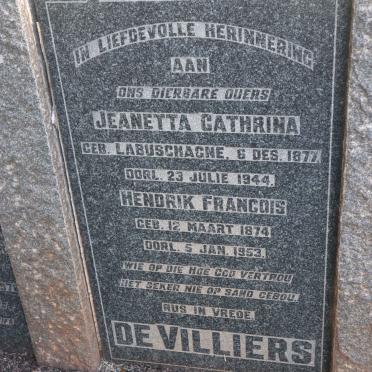 IN LIEFDEVOLLE HERINNERING
AAN
ONS DIERBARE OUERS
JEANETTA CATHRINA
GEB. LABUSCHAGNE, 6 DES. 1877
OORL. 23 JULIE 1944.
HENDRIK FRANCOIS
GEB. 12 MAART 1874
OORL. 5 JAN. 1953.
WIE OP DIE HOE GOD VERTROU
HET SEKER NIE OP SAND GEBOU.
RUS IN VREDE.
DE VILLIERS